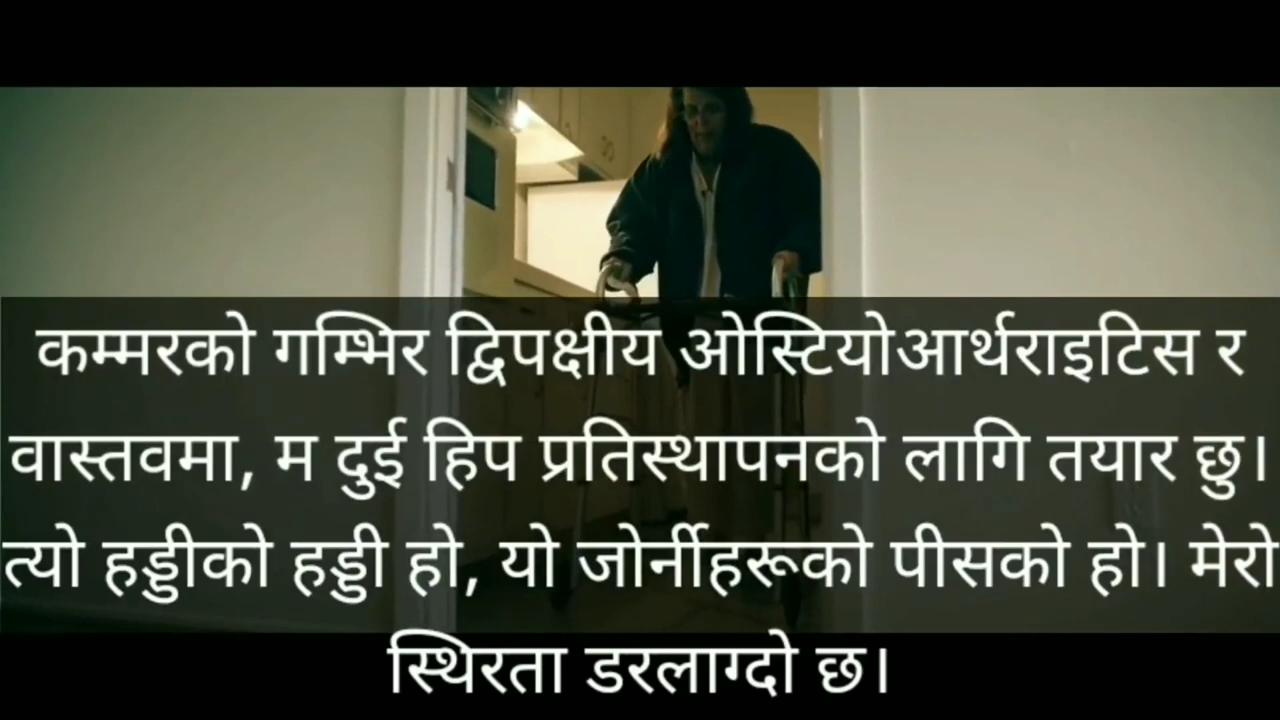 कम्मरको गम्भिर द्विपक्षीय ओस्टियोआर्थराइटिस र
वास्तवमा, म दुई हिप प्रतिस्थापनको लागि तयार छु।
त्यो हड्डीको हड्डी हो, यो जोर्नीहरूको पीसको हो। मेरो
स्थिरता डरलाग्दो छ।